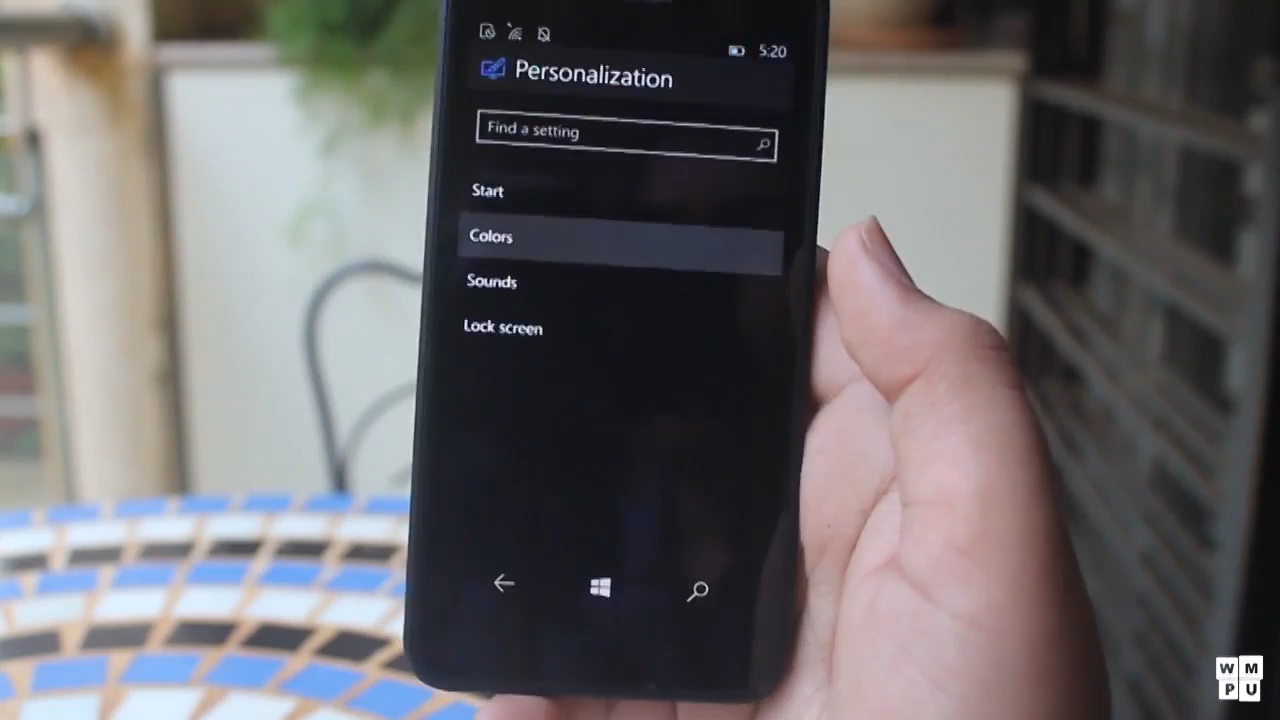 5:20
Personalization
Find a setting
Start
Colors
Sounds
Lock screen
W M
P U